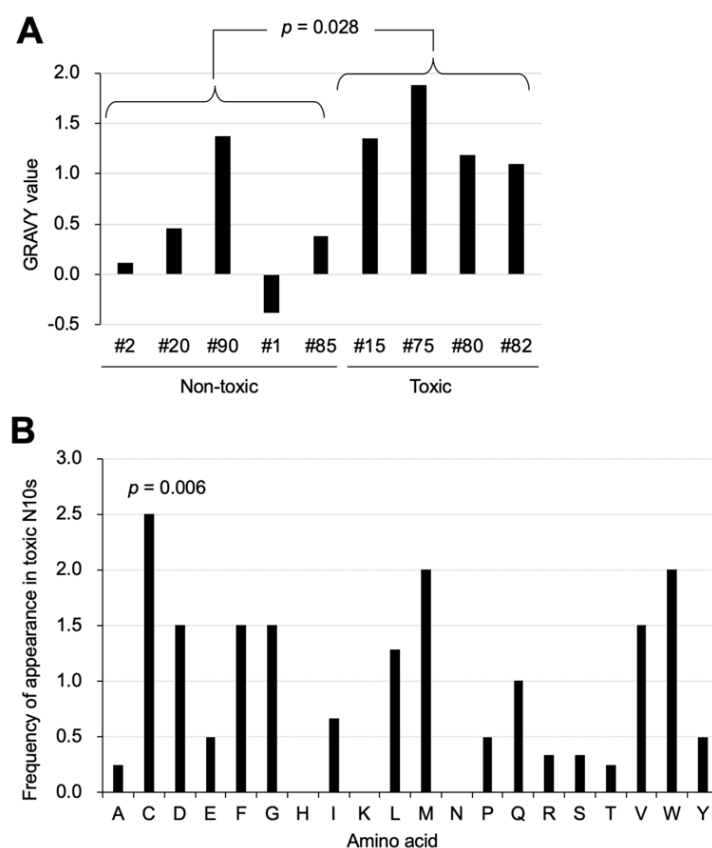 A
p = 0.028
2.0
1.5
1.0
0.5
0.0
-0.5
GRAVY value
#2 #20 #90 #1 #85 #15 #75 #80 #82
Non-toxic Toxic
B
3.0
2.5
2.0
1.5
1.0
0.5
0.0
p = 0.006
Frequency of appearance in toxic N10s
A C D E F G H I K L M N P Q R S T V W Y
Amino acid